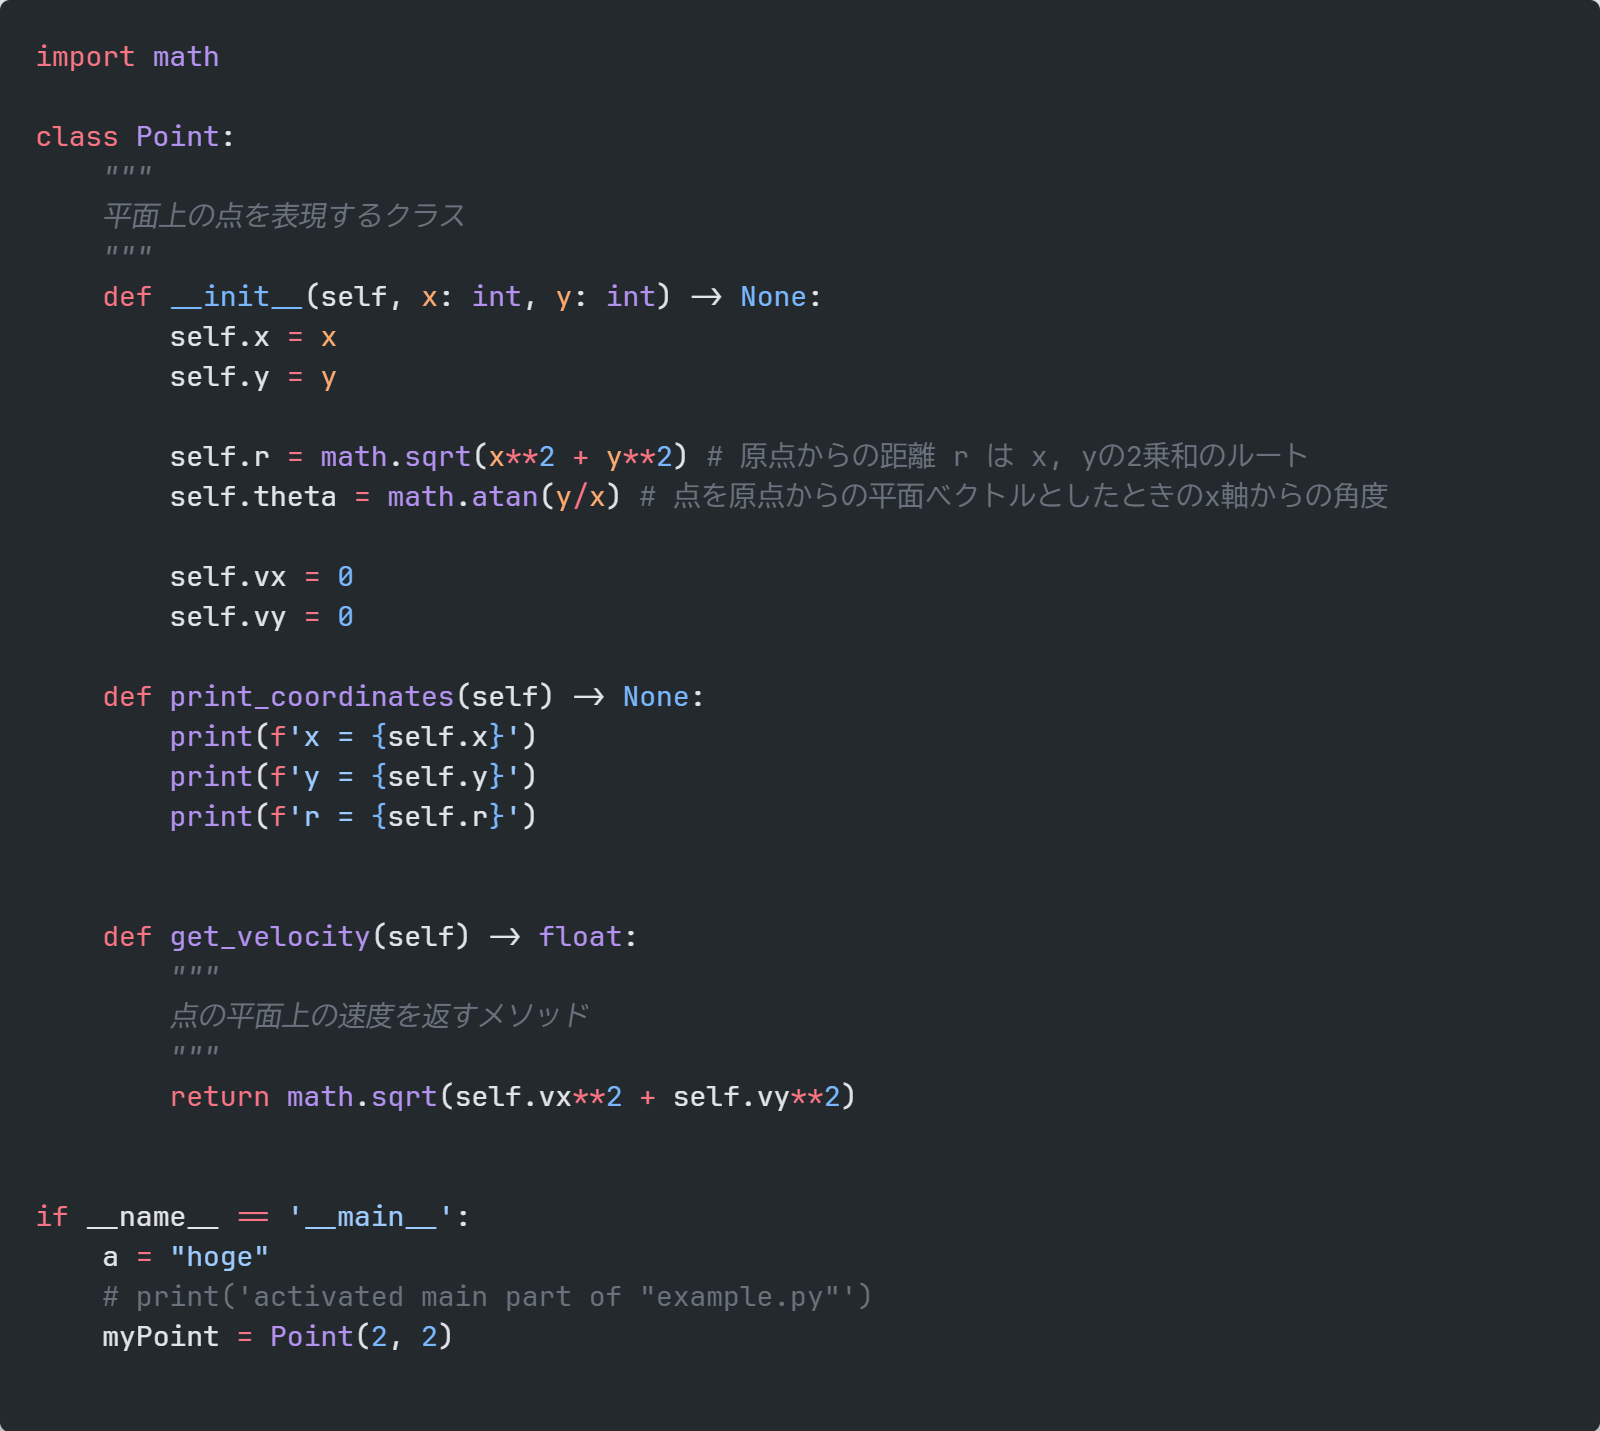 import math
class Point:
"""
平面上の点を表現するクラス
"""
def __init__(self, x: int, y: int) -> None:
self.x = x
self.y = y
self.r = math.sqrt(x**2 + y**2) # 原点からの距離 r は x, yの2乗和のルート
self.theta = math.atan(y/x) # 点を原点からの平面ベクトルとしたときのx軸からの角度
self.vx = 0
self.vy = 0
def print_coordinates(self) -> None:
print(f'x = {self.x}')
print(f'y = {self.y}')
print(f'r = {self.r}')
def get_velocity(self) -> float:
"""
点の平面上の速度を返すメソッド
"""
return math.sqrt(self.vx**2 + self.vy**2)
if __name__ == '__main__':
a = "hoge"
# print('activated main part of "example.py"')
myPoint = Point(2, 2)